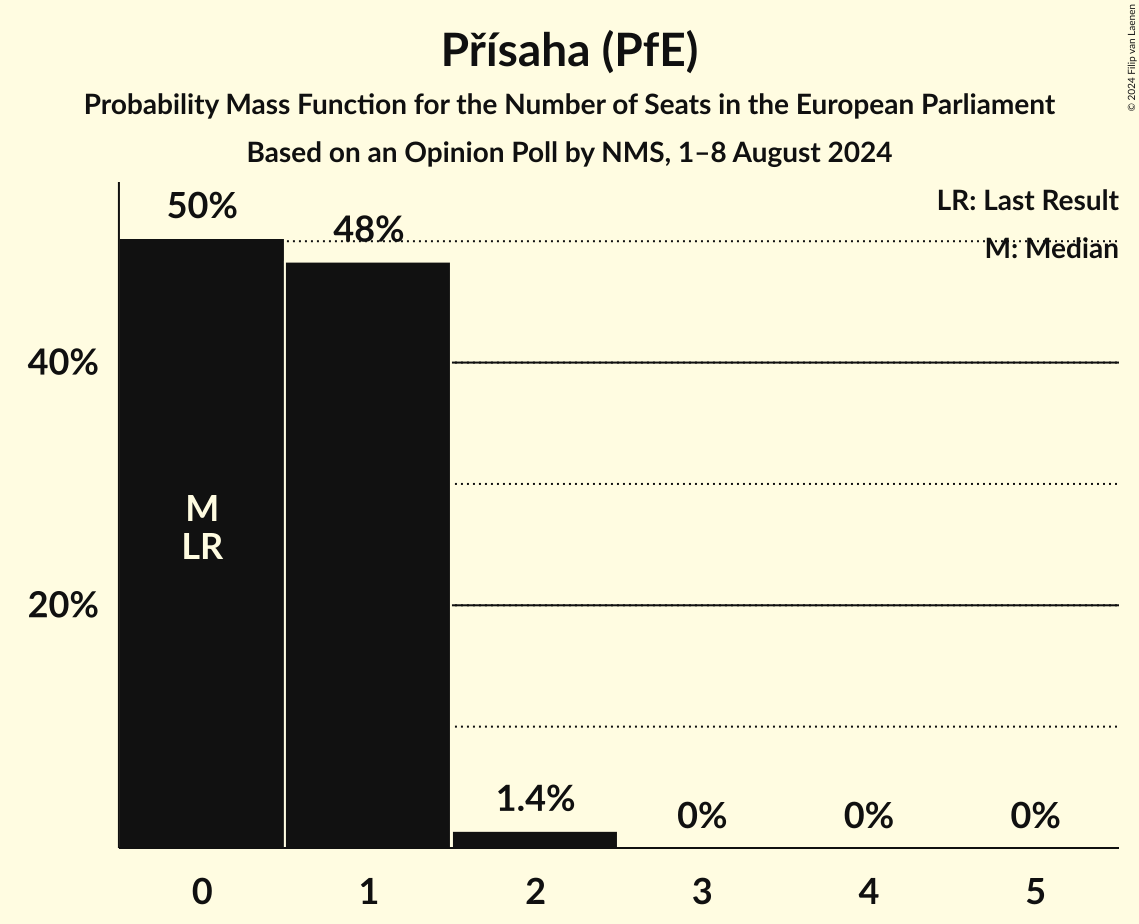 Přísaha (PfE)
Probability Mass Function for the Number of Seats in the European Parliament
Based on an Opinion Poll by NMS, 1–8 August 2024
© 2024 Filip van Laenen
LR: Last Result
M: Median
50%
48%
40%
20%
M
LR
1.4%
0%
0%
0%
0
1
2
3
4
5